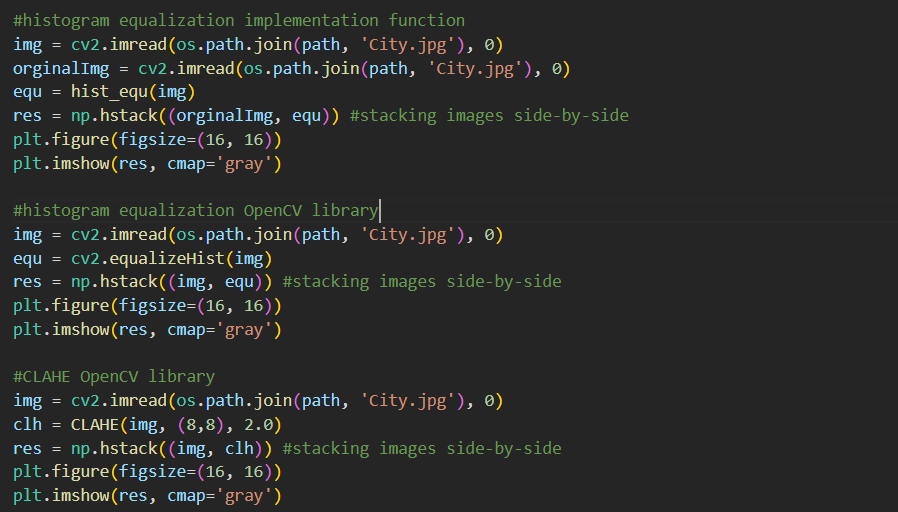 #histogram equalization implementation function
img = cv2.imread(os.path.join(path, 'City.jpg'), 0)
orginalImg = cv2.imread(os.path.join(path, 'City.jpg'), 0)
equ = hist_equ(img)
res = np.hstack((orginalImg, equ)) #stacking images side-by-side
plt.figure(figsize=(16, 16))
plt.imshow(res, cmap='gray')
#histogram equalization OpenCV library
img = cv2.imread(os.path.join(path, 'City.jpg'), 0)
equ = cv2.equalizeHist(img)
res = np.hstack((img, equ)) #stacking images side-by-side
plt.figure(figsize=(16, 16))
plt.imshow(res, cmap='gray')
#CLAHE OpenCV library
img = cv2.imread(os.path.join(path, 'City.jpg'), 0)
clh = CLAHE(img, (8,8), 2.0)
res = np.hstack((img, clh)) #stacking images side-by-side
plt.figure(figsize=(16, 16))
plt.imshow(res, cmap='gray')